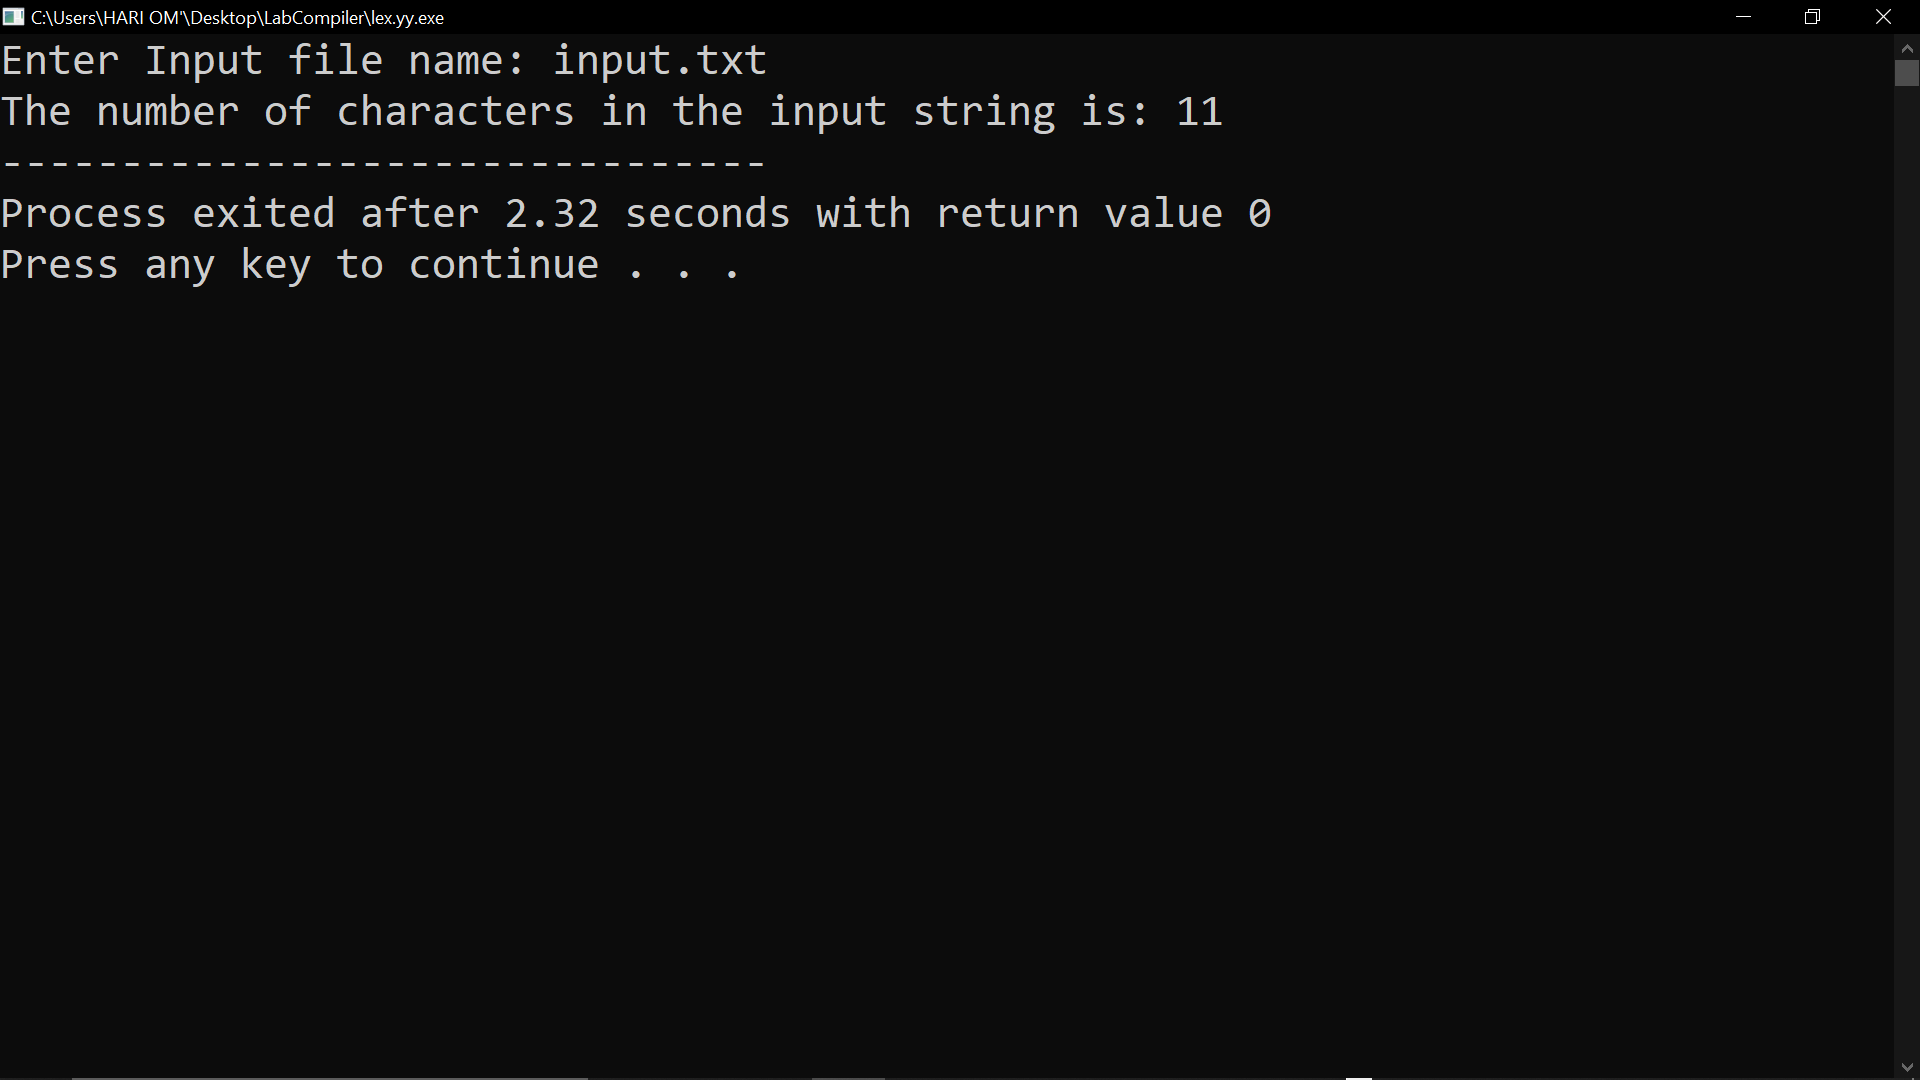 C:\Users\HARI OM'\Desktop\LabCompiler\lex.yy.exe
Enter Input file name: input.txt
The number of characters in the input string is: 11
--------------------------------
Process exited after 2.32 seconds with return value 0
Press any key to continue . . .